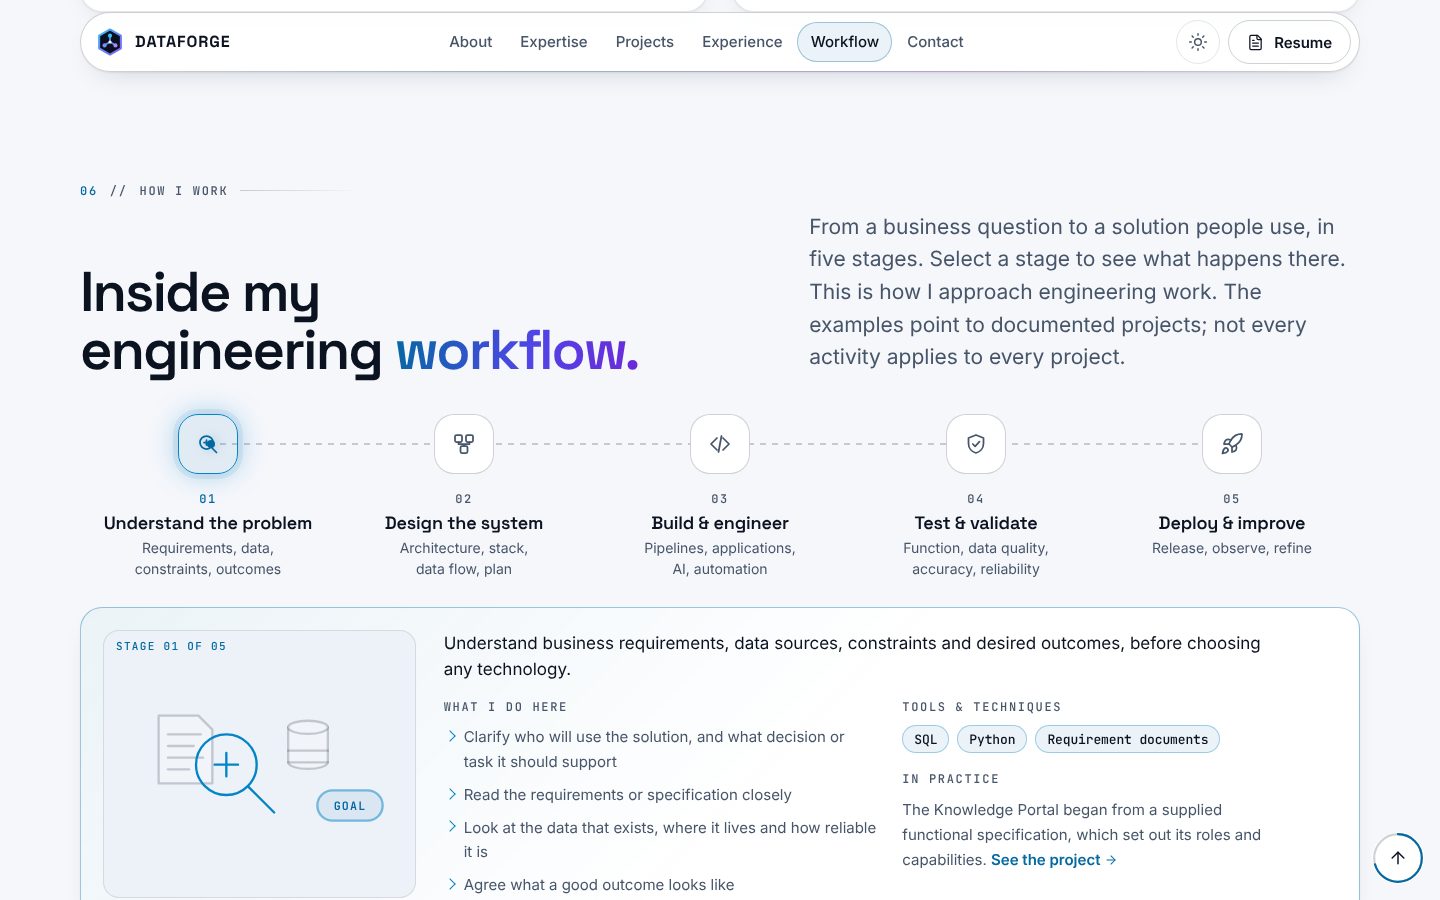 DATAFORGE
About
Expertise
Projects
Experience
Workflow
Contact
Resume
06 // HOW I WORK
Inside my
engineering workflow.
From a business question to a solution people use, in
five stages. Select a stage to see what happens there.
This is how I approach engineering work. The
examples point to documented projects; not every
activity applies to every project.
01
Understand the problem
Requirements, data,
constraints, outcomes
02
Design the system
Architecture, stack,
data flow, plan
03
Build & engineer
Pipelines, applications,
AI, automation
04
Test & validate
Function, data quality,
accuracy, reliability
05
Deploy & improve
Release, observe, refine
STAGE 01 OF 05
GOAL
Understand business requirements, data sources, constraints and desired outcomes, before choosing
any technology.
WHAT I DO HERE
Clarify who will use the solution, and what decision or
task it should support
Read the requirements or specification closely
Look at the data that exists, where it lives and how reliable
it is
Agree what a good outcome looks like
TOOLS & TECHNIQUES
SQL
Python
Requirement documents
IN PRACTICE
The Knowledge Portal began from a supplied
functional specification, which set out its roles and
capabilities. See the project →